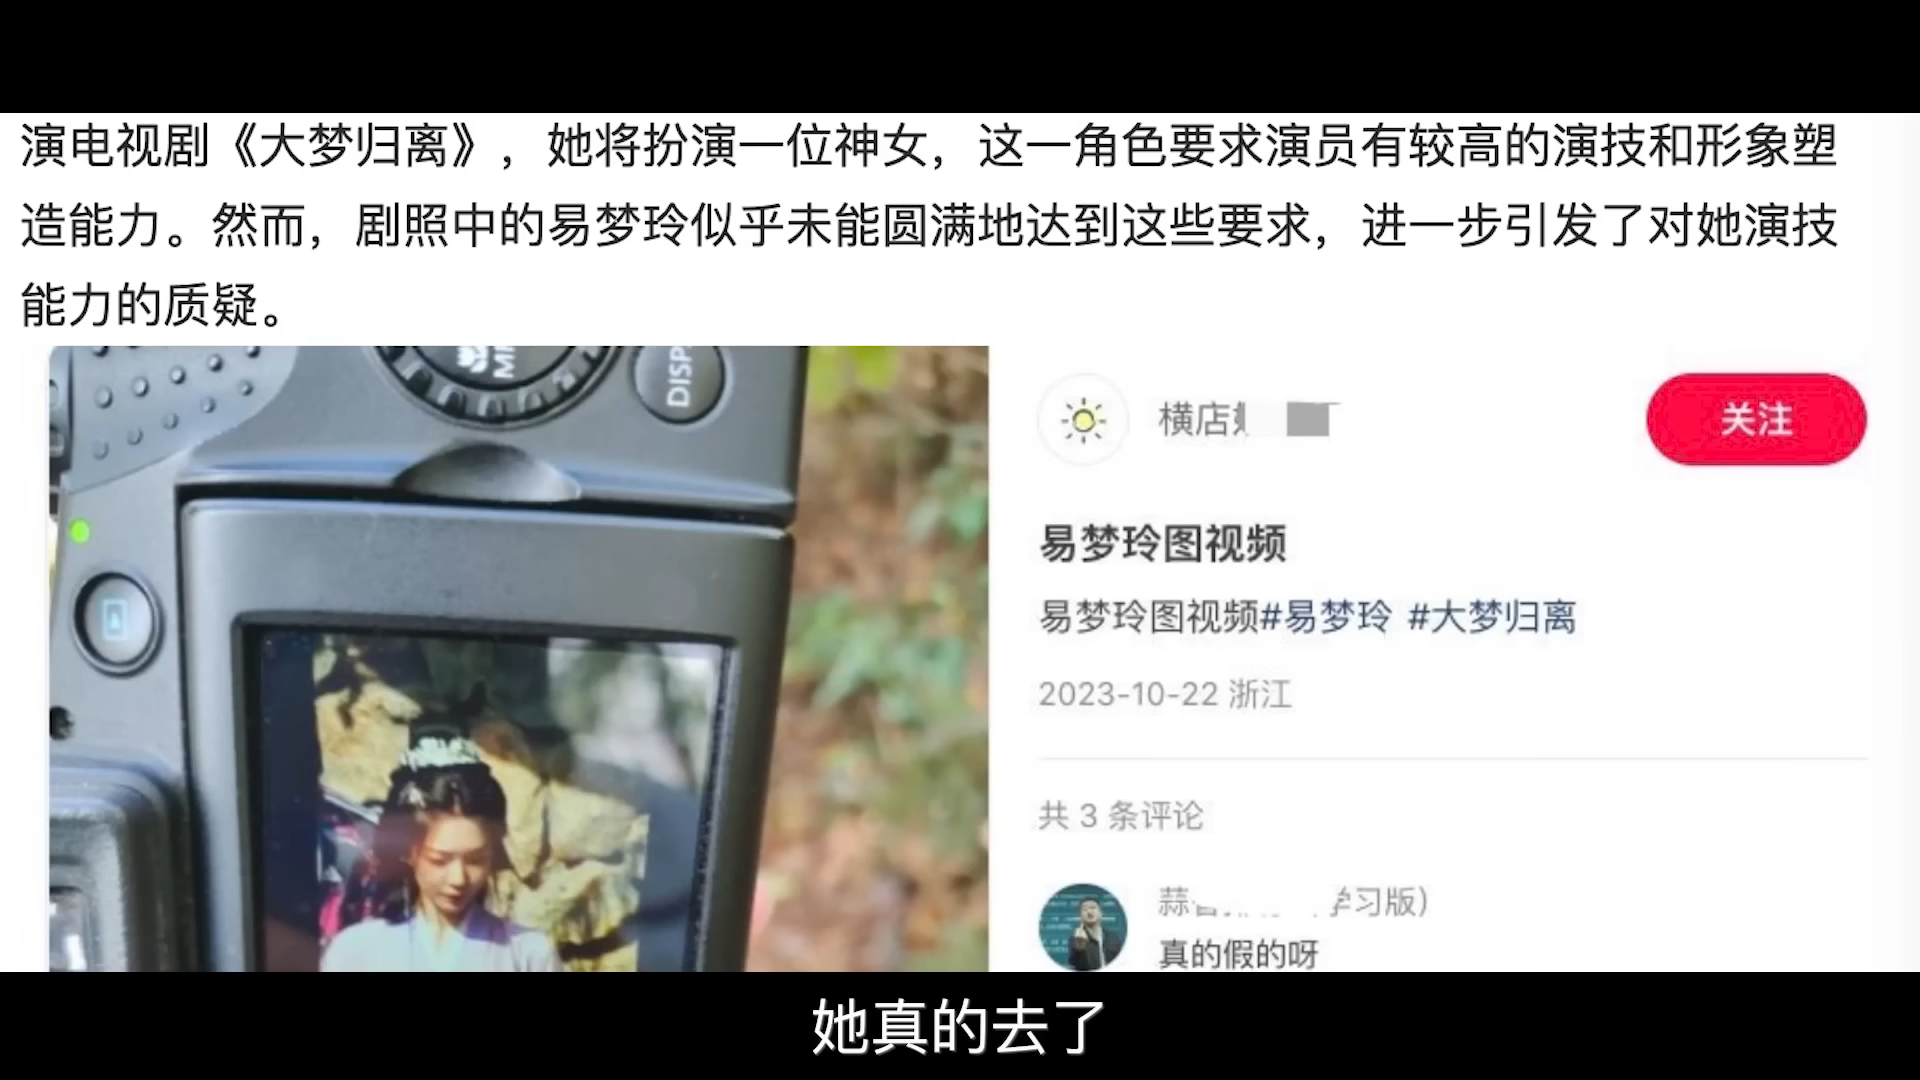 演电视剧《大梦归离》，她将扮演一位神女，这一角色要求演员有较高的演技和形象塑
造能力。然而，剧照中的易梦玲似乎未能圆满地达到这些要求，进一步引发了对她演技
能力的质疑。
DISP
横店
关注
易梦玲图视频
易梦玲图视频#易梦玲 #大梦归离
2023-10-22 浙江
共 3 条评论
蒜 学习版）
真的假的呀
她真的去了